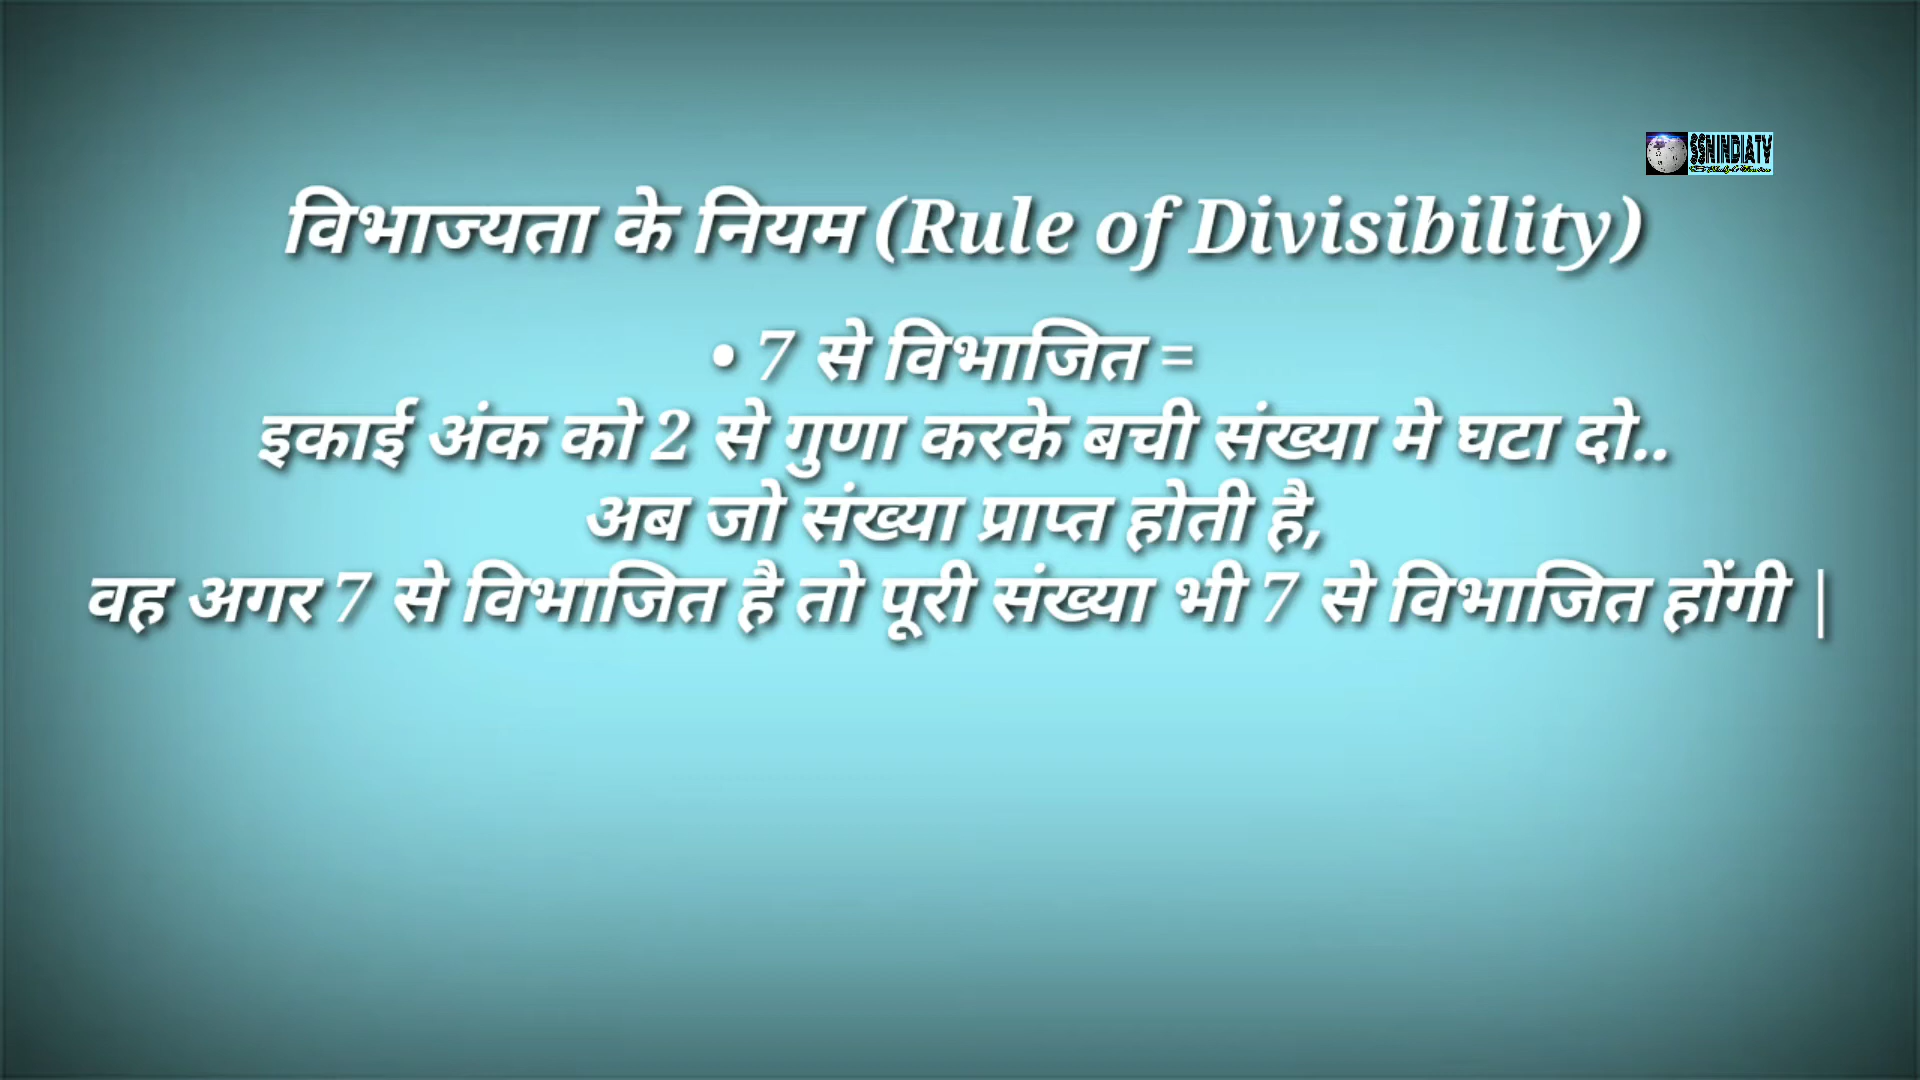 SSNINDIATV
विभाज्यता के नियम (Rule of Divisibility)
• 7 से विभाजित =
इकाई अंक को 2 से गुणा करके बची संख्या मे घटा दो..
अब जो संख्या प्राप्त होती है,
वह अगर 7 से विभाजित है तो पूरी संख्या भी 7 से विभाजित होंगी |